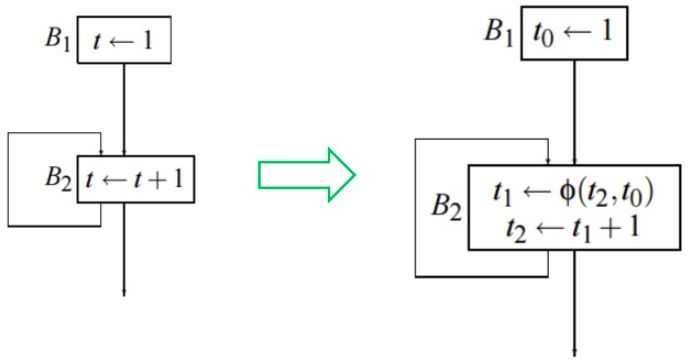 B₁ t ← 1
B₂ t ← t + 1
B₁ t₀ ← 1
B₂ t₁ ← ϕ(t₂, t₀)
t₂ ← t₁ + 1